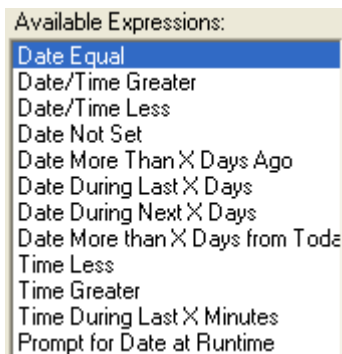 Available Expressions:
Date Equal
Date/Time Greater
Date/Time Less
Date Not Set
Date More Than X Days Ago
Date During Last X Days
Date During Next X Days
Date More than X Days from Toda
Time Less
Time Greater
Time During Last X Minutes
Prompt for Date at Runtime